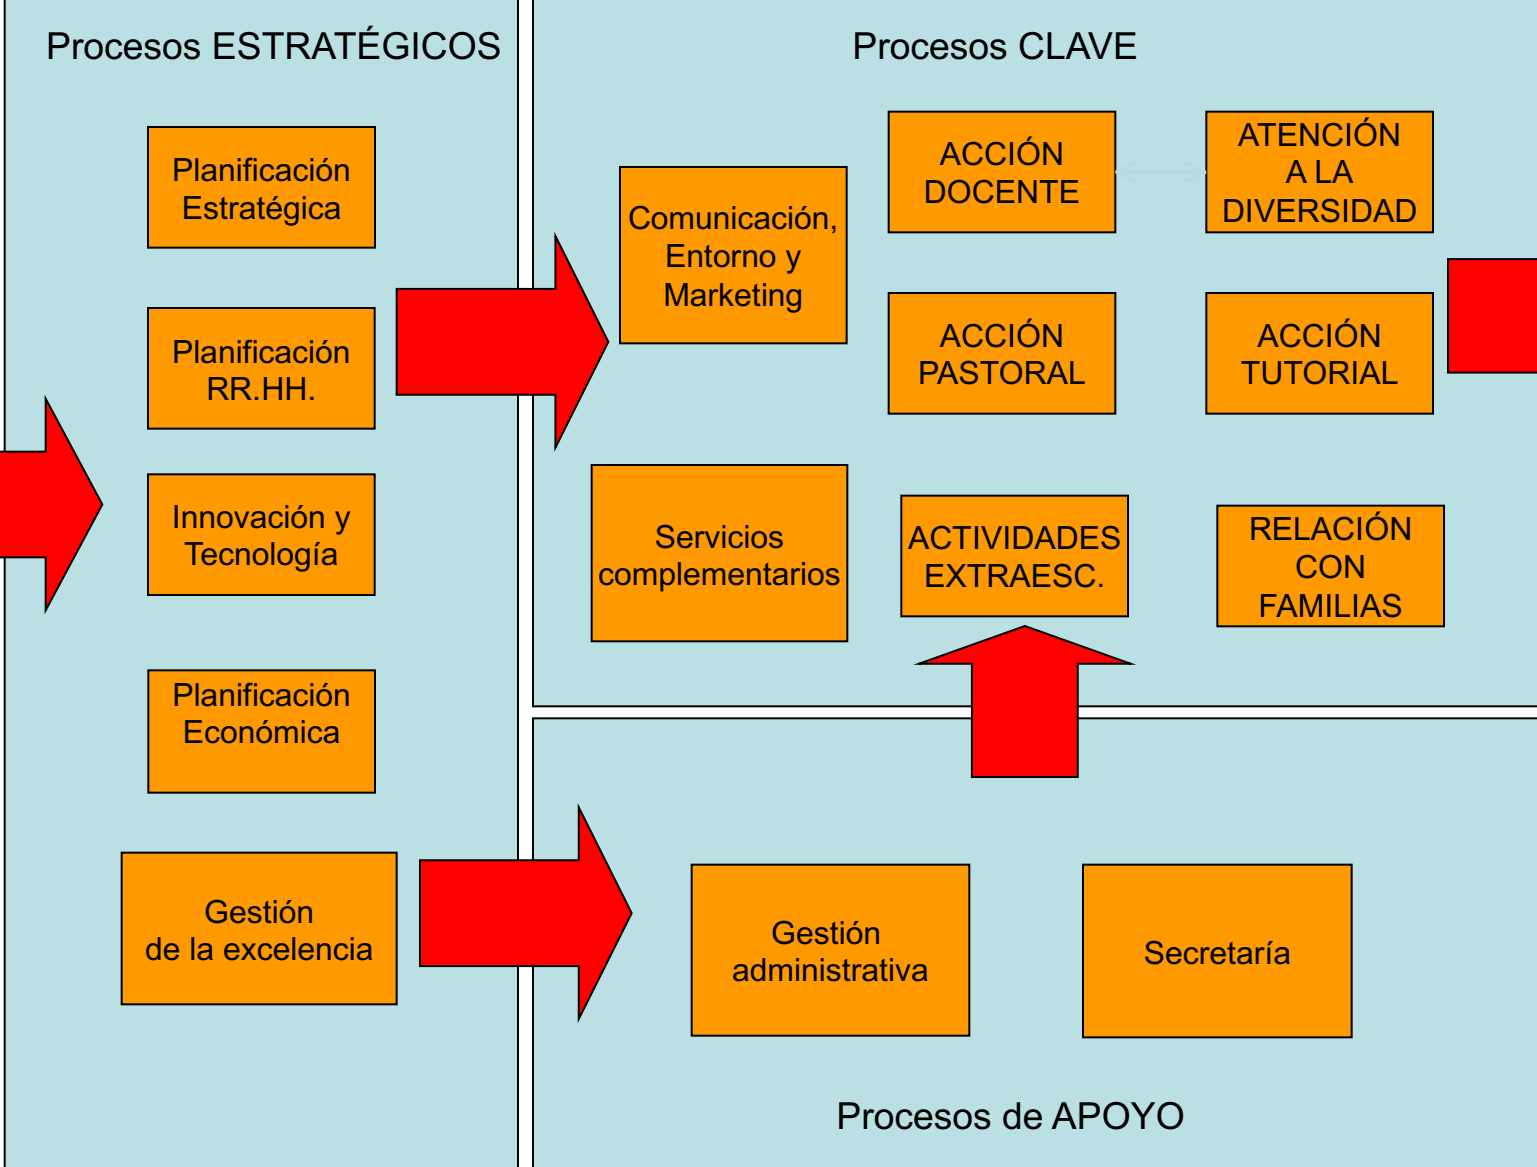 Procesos ESTRATÉGICOS
Planificación
Estratégica
Planificación
RR.HH.
Innovación y
Tecnología
Planificación
Económica
Gestión
de la excelencia
Procesos CLAVE
Comunicación,
Entorno y
Marketing
ACCIÓN
DOCENTE
ATENCIÓN
A LA
DIVERSIDAD
ACCIÓN
PASTORAL
ACCIÓN
TUTORIAL
Servicios
complementarios
ACTIVIDADES
EXTRAESC.
RELACIÓN
CON
FAMILIAS
Gestión
administrativa
Secretaría
Procesos de APOYO